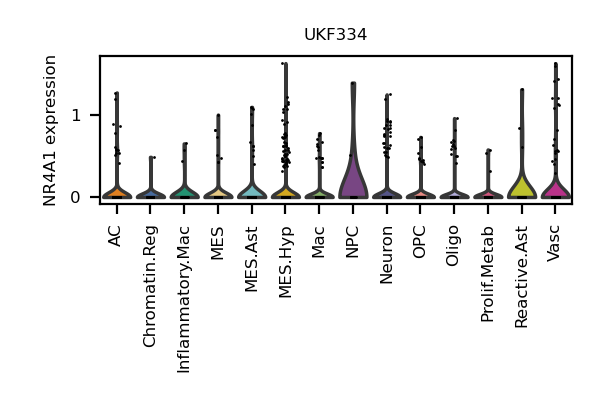 UKF334
NR4A1 expression
1
0
AC
Chromatin.Reg
Inflammatory.Mac
MES
MES.Ast
MES.Hyp
Mac
NPC
Neuron
OPC
Oligo
Prolif.Metab
Reactive.Ast
Vasc